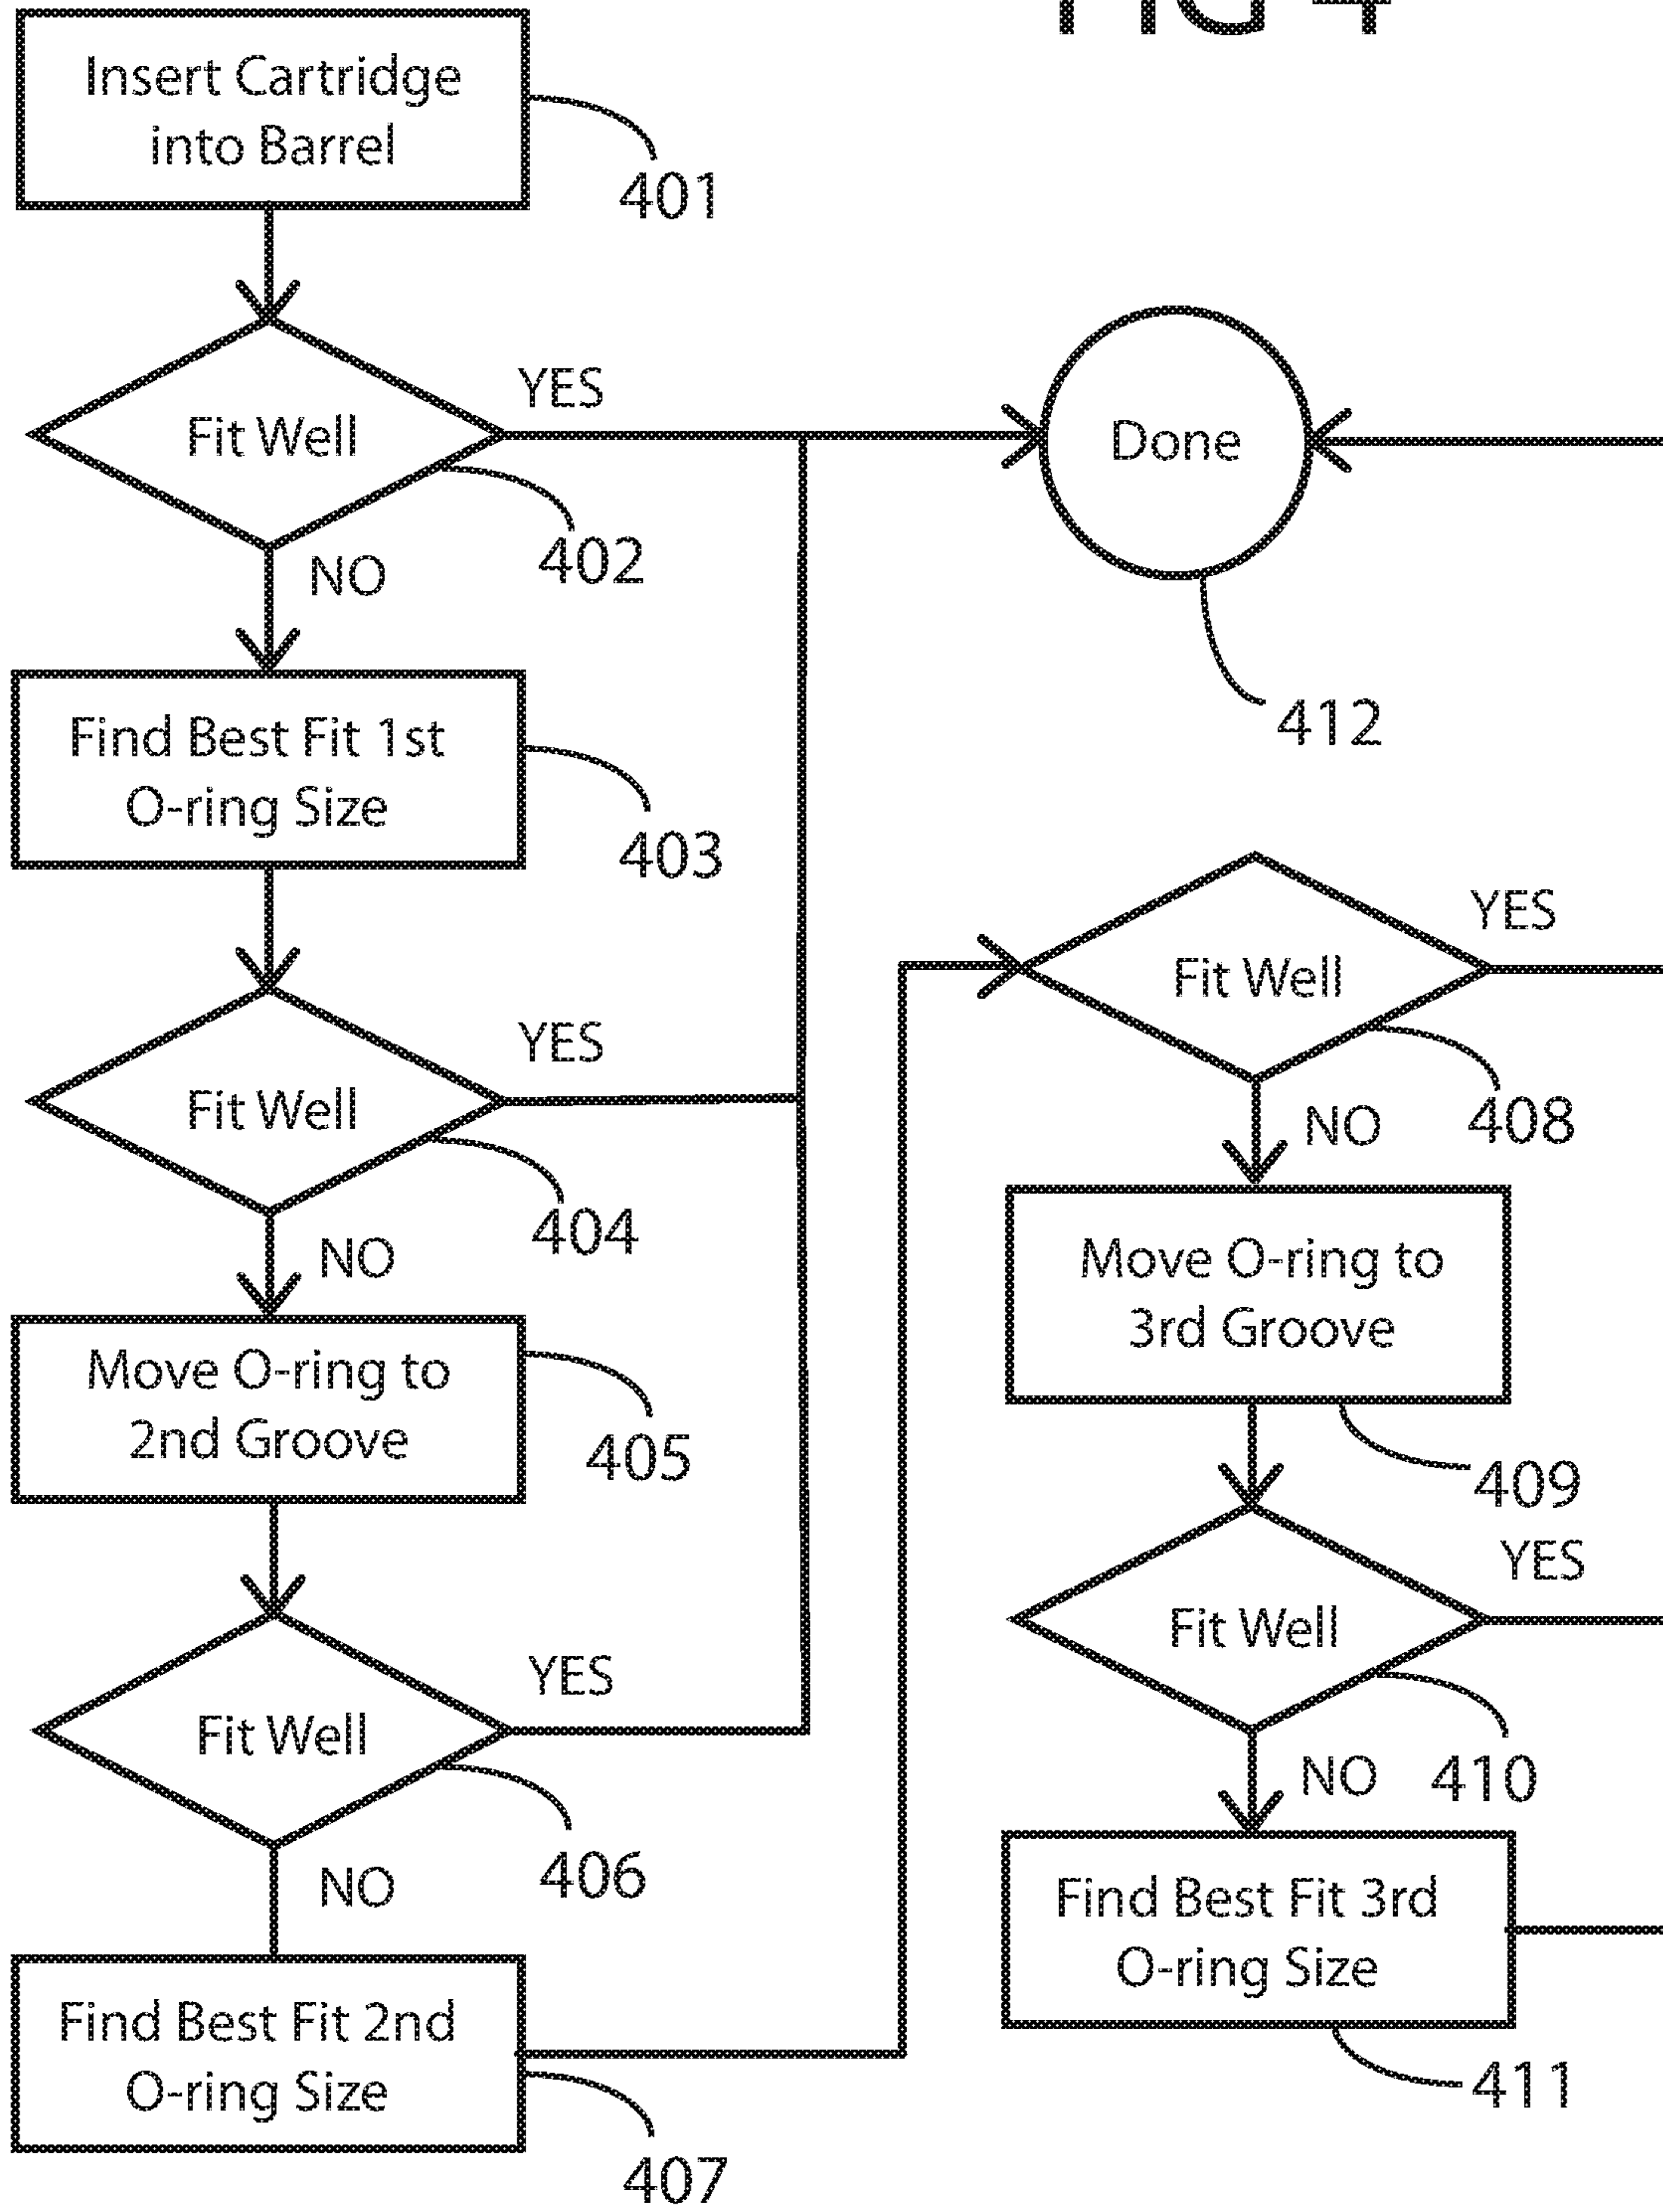 FIG 4
Insert Cartridge
into Barrel
401
Fit Well
YES
402
NO
Find Best Fit 1st
O-ring Size
403
Fit Well
YES
404
NO
Move O-ring to
2nd Groove
405
Fit Well
YES
406
NO
Find Best Fit 2nd
O-ring Size
407
Done
412
Fit Well
YES
408
NO
Move O-ring to
3rd Groove
409
Fit Well
YES
410
NO
Find Best Fit 3rd
O-ring Size
411